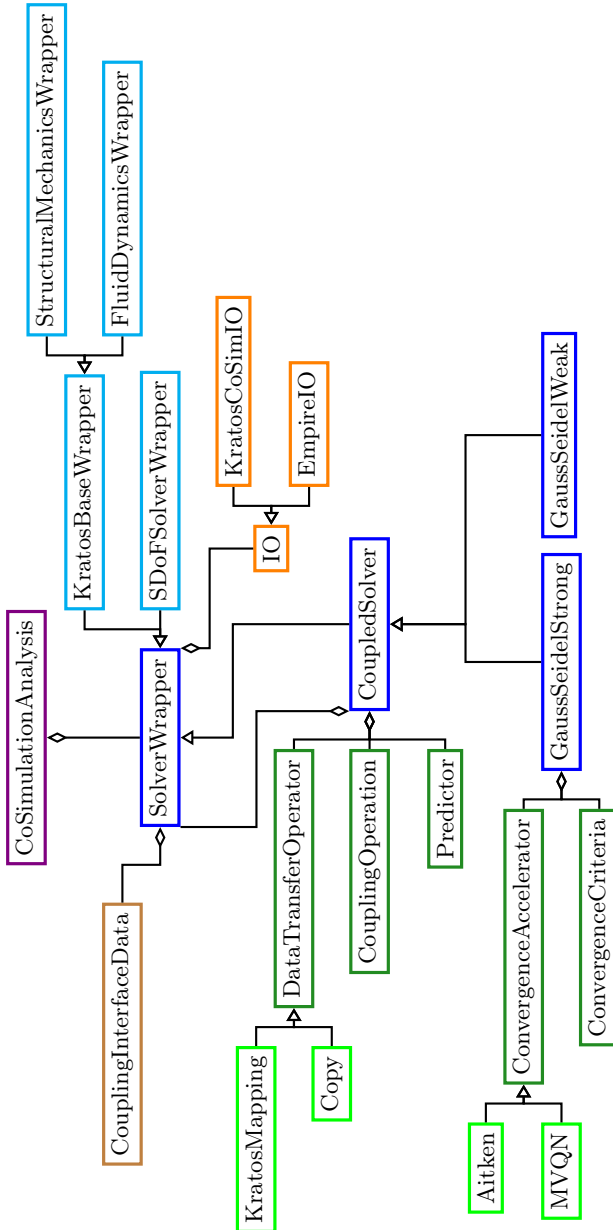 CoSimulationAnalysis
CouplingInterfaceData
SolverWrapper
KratosBaseWrapper
SDoFSolverWrapper
StructuralMechanicsWrapper
FluidDynamicsWrapper
IO
KratosCoSimIO
EmpireIO
CoupledSolver
KratosMapping
Copy
DataTransferOperator
CouplingOperation
Predictor
GaussSeidelStrong
GaussSeidelWeak
Aitken
MVQN
ConvergenceAccelerator
ConvergenceCriteria